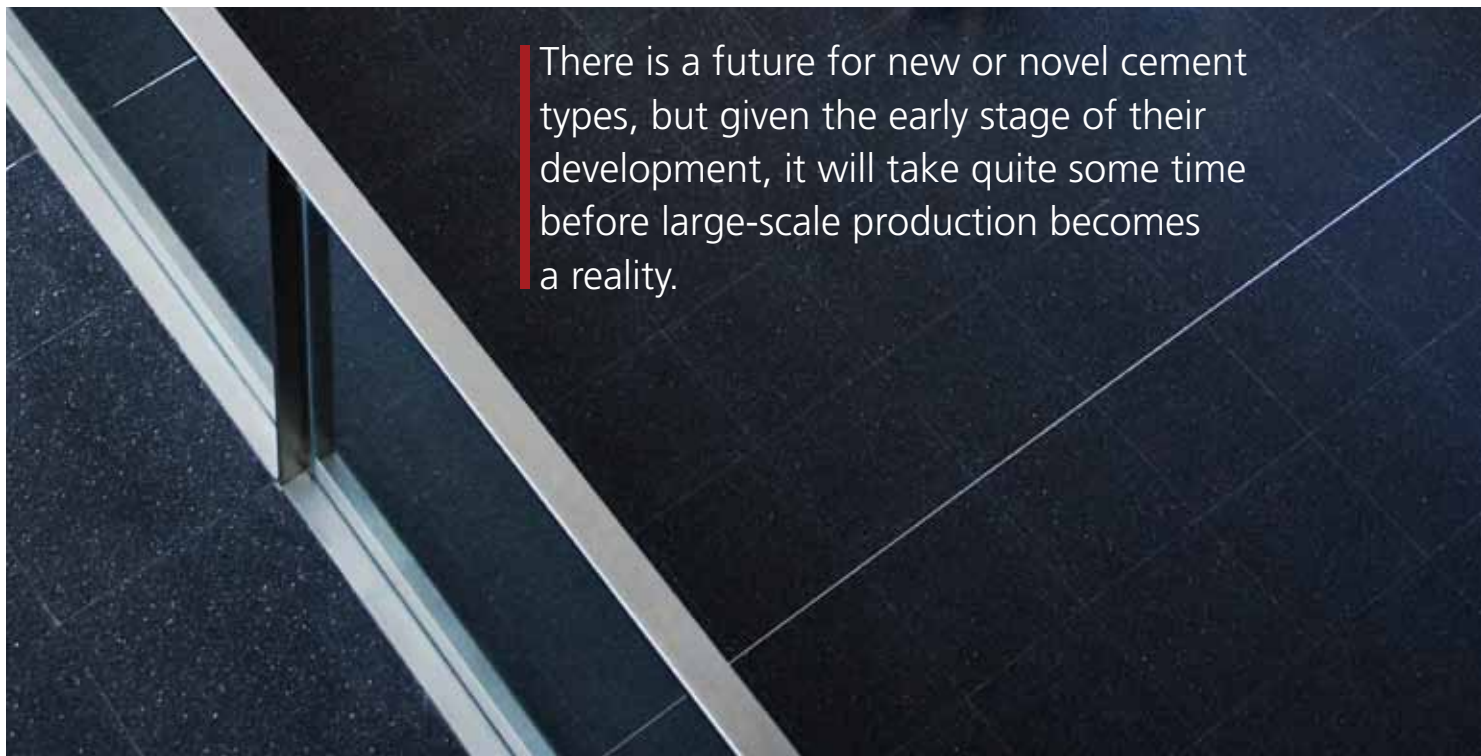 There is a future for new or novel cement
types, but given the early stage of their
development, it will take quite some time
before large-scale production becomes
a reality.